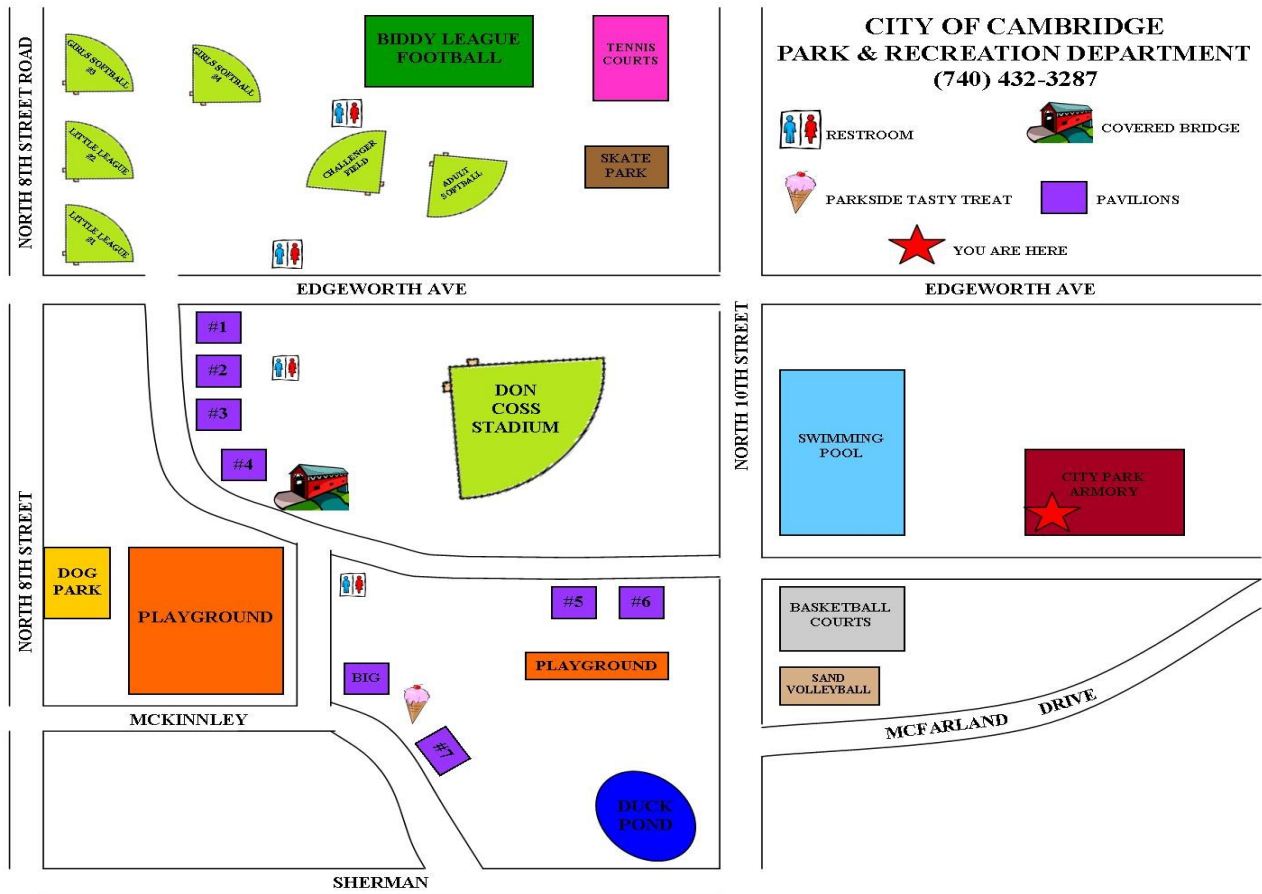 CITY OF CAMBRIDGE
PARK & RECREATION DEPARTMENT
(740) 432-3287
RESTROOM
COVERED BRIDGE
PARKSIDE TASTY TREAT
PAVILIONS
YOU ARE HERE
NORTH 8TH STREET ROAD
GIRLS SOFTBALL
#3
GIRLS SOFTBALL
#4
BIDDY LEAGUE
FOOTBALL
TENNIS
COURTS
LITTLE LEAGUE
#2
CHALLENGER
FIELD
ADULT
SOFTBALL
SKATE
PARK
LITTLE LEAGUE
#1
EDGEWORTH AVE
EDGEWORTH AVE
#1
#2
#3
#4
DON
COSS
STADIUM
NORTH 10TH STREET
SWIMMING
POOL
CITY PARK
ARMORY
NORTH 8TH STREET
DOG
PARK
PLAYGROUND
#5
#6
BASKETBALL
COURTS
PLAYGROUND
BIG
SAND
VOLLEYBALL
MCKINNLEY
MCFARLAND DRIVE
#7
DUCK
POND
SHERMAN